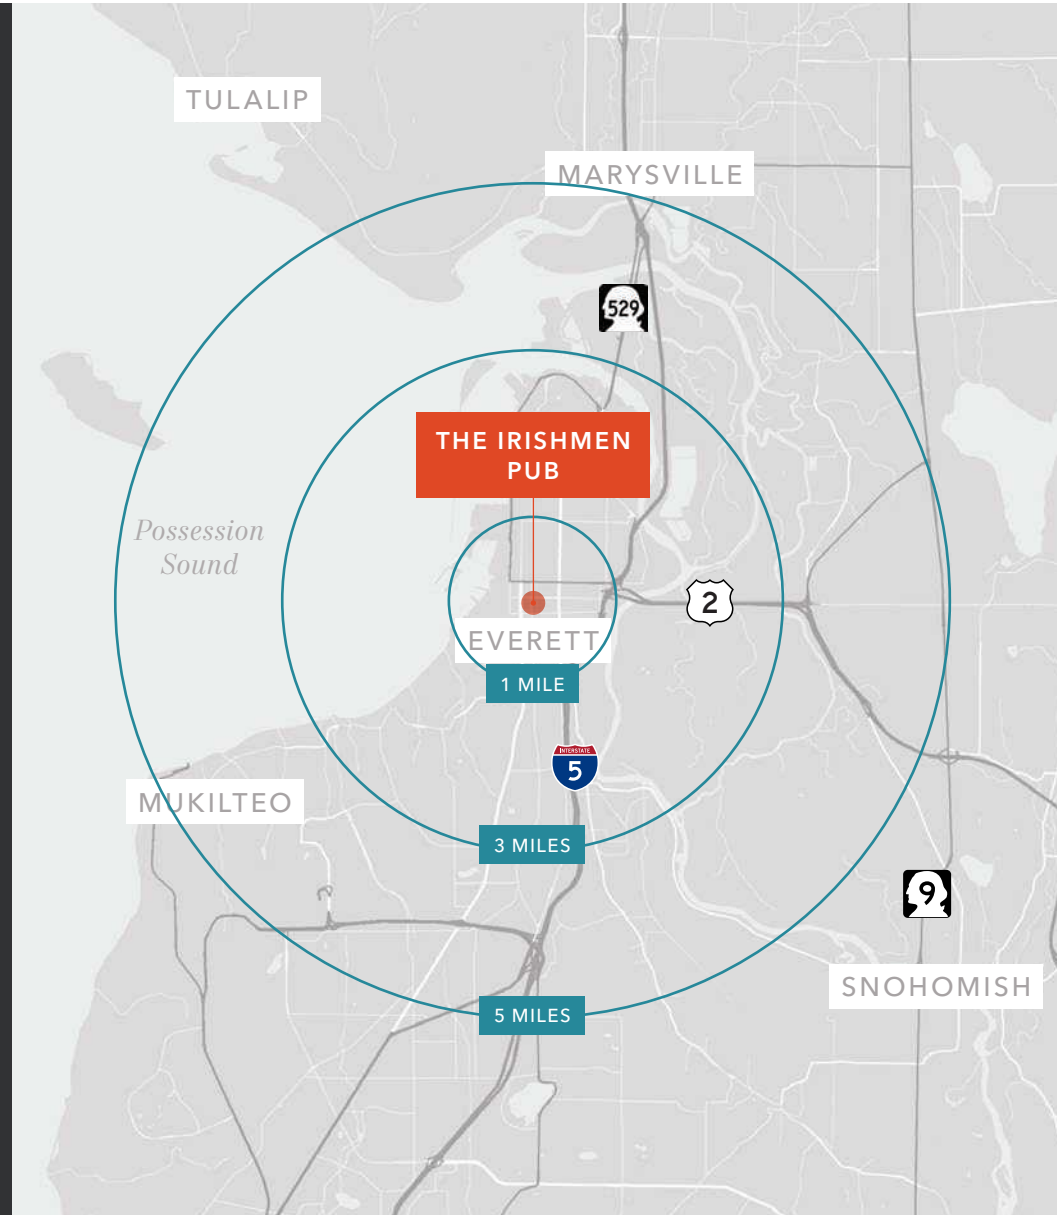 TULALIP
MARYSVILLE
529
THE IRISHMEN
PUB
Possession
Sound
2
EVERETT
1 MILE
INTERSTATE
5
MUKILTEO
3 MILES
9
SNOHOMISH
5 MILES